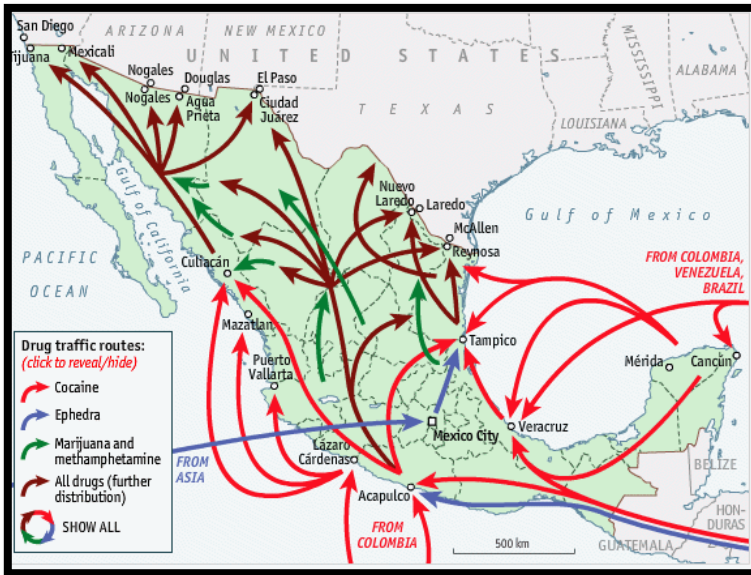 ARIZONA
NEW MEXICO
San Diego
ijuana
Mexicali
UNITED STATES
MISSISSIPPI
ALABAMA
Nogales
Nogales
Douglas
Agua
Prieta
El Paso
Ciudad
Juárez
TEXAS
LOUISIANA
Gulf of California
Nuevo
Laredo
Laredo
McAllen
Reynosa
Gulf of Mexico
PACIFIC
OCEAN
Culiacán
FROM COLOMBIA,
VENEZUELA,
BRAZIL
Mazatlan
Tampico
Puerto
Vallarta
Mérida
Cancún
Drug traffic routes:
(click to reveal/hide)
Cocaine
Ephedra
Marijuana and
methamphetamine
All drugs (further
distribution)
SHOW ALL
Mexico City
Veracruz
FROM
ASIA
Lázaro
Cárdenas
Acapulco
FROM
COLOMBIA
500 km
BELIZE
HON-
DURAS
GUATEMALA